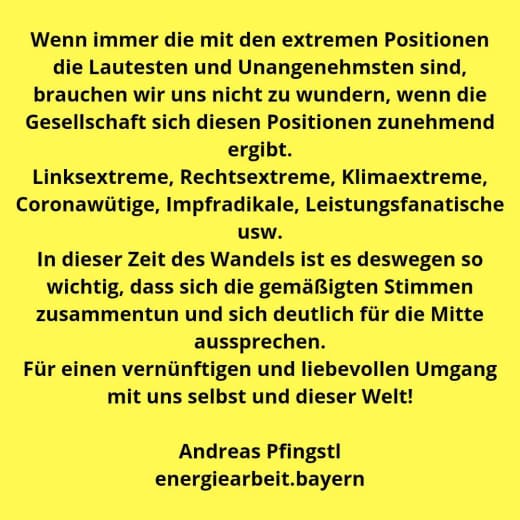 Wenn immer die mit den extremen Positionen
die Lautesten und Unangenehmsten sind,
brauchen wir uns nicht zu wundern, wenn die
Gesellschaft sich diesen Positionen zunehmend
ergibt.
Linksextreme, Rechtsextreme, Klimaextreme,
Coronawütige, Impfradikale, Leistungsfanatische
usw.
In dieser Zeit des Wandels ist es deswegen so
wichtig, dass sich die gemäßigten Stimmen
zusammentun und sich deutlich für die Mitte
aussprechen.
Für einen vernünftigen und liebevollen Umgang
mit uns selbst und dieser Welt!
Andreas Pfingstl
energiearbeit.bayern